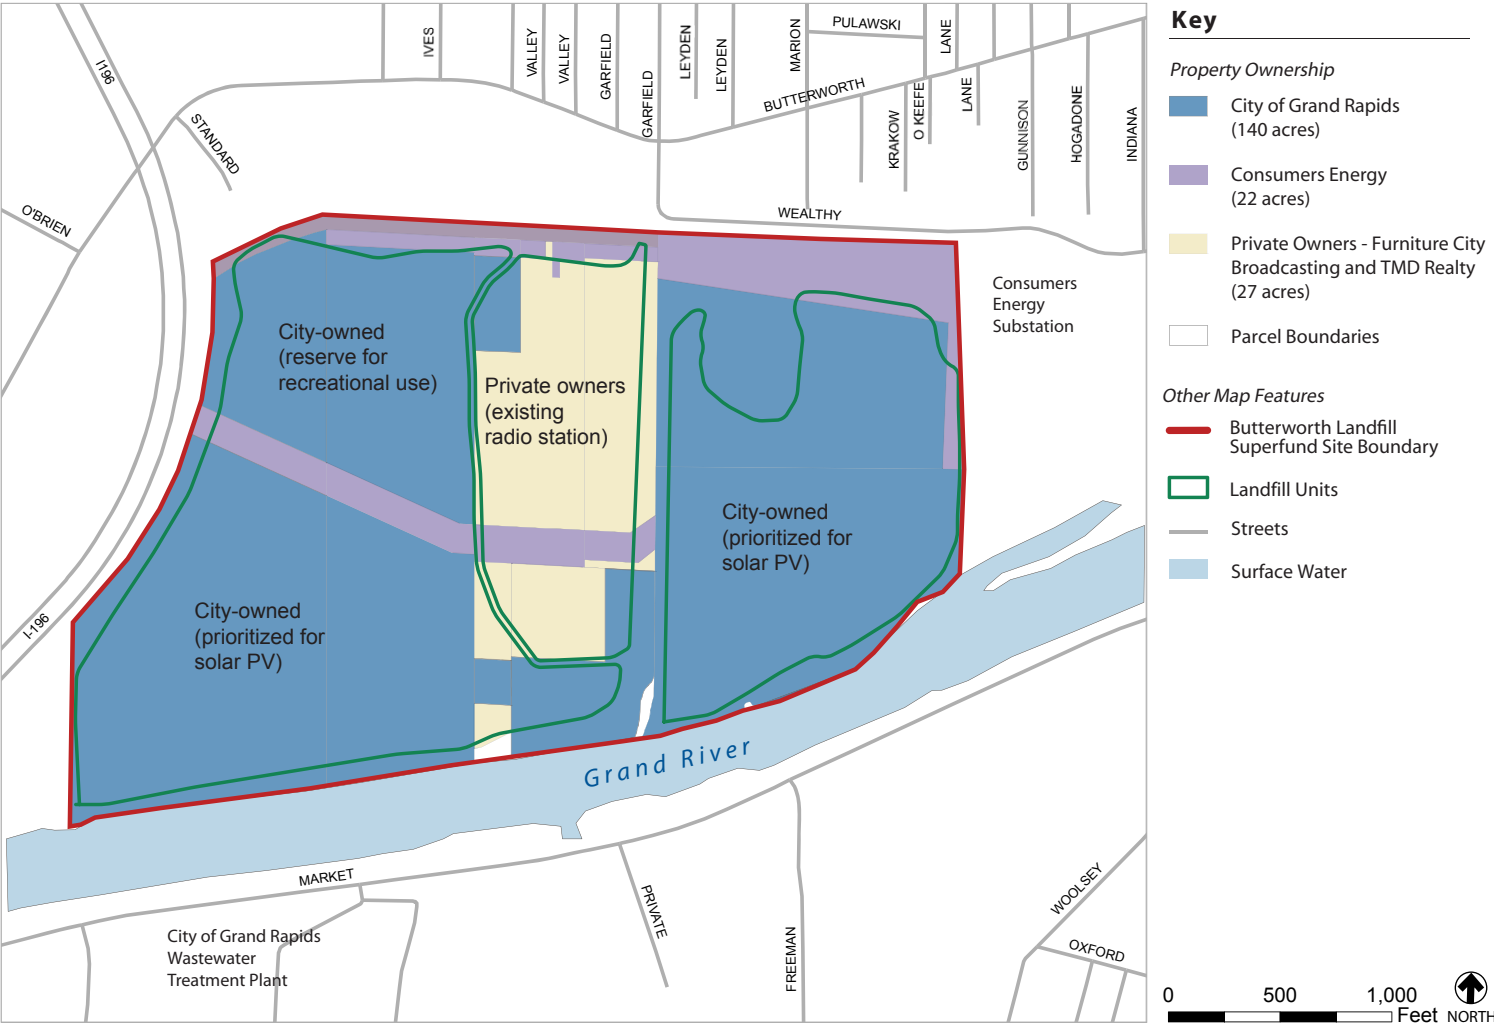 I196
IVES
VALLEY
VALLEY
GARFIELD
GARFIELD
LEYDEN
LEYDEN
MARION
PULAWSKI
LANE
BUTTERWORTH
KRAKOW
O KEEFE
LANE
GUNNISON
HOGADONE
INDIANA
STANDARD
O'BRIEN
WEALTHY
Consumers
Energy
Substation
City-owned
(reserve for
recreational use)
Private owners
(existing
radio station)
City-owned
(prioritized for
solar PV)
City-owned
(prioritized for
solar PV)
I-196
Grand River
MARKET
PRIVATE
FREEMAN
WOOLSEY
OXFORD
City of Grand Rapids
Wastewater
Treatment Plant
Key
Property Ownership
City of Grand Rapids
(140 acres)
Consumers Energy
(22 acres)
Private Owners - Furniture City
Broadcasting and TMD Realty
(27 acres)
Parcel Boundaries
Other Map Features
Butterworth Landfill
Superfund Site Boundary
Landfill Units
Streets
Surface Water
0 500 1,000
Feet
NORTH